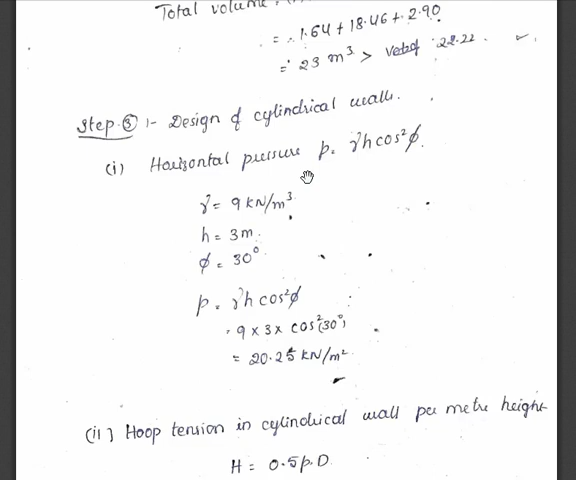 Total volume
= 1.64 + 18.46 + 2.90
= 23 m³ > Vol of 22.22.
Step ③ :- Design of cylindrical walls.
(i) Horizontal pressure p = γh cos²ϕ.
γ = 9 kN/m³
h = 3m.
ϕ = 30°
p = γh cos²ϕ
= 9 x 3 x cos²(30°)
= 20.25 kN/m²
(ii) Hoop tension in cylindrical wall per metre height
H = 0.5 p.D